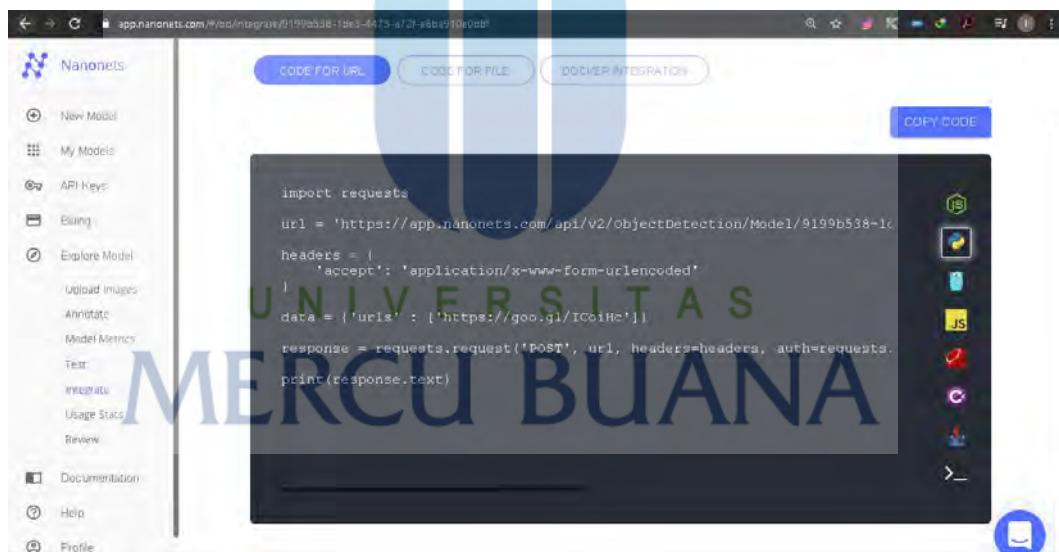 app.nanonets.com/#/od/integrate/9199b538-1de3-4473-a72f-
Nanonets
CODE FOR URL
CODE FOR FILE
DOCKER INTEGRATION
New Model
COPY CODE
My Models
API Keys
Billing
Explore Model
Upload Images
Annotate
Model Metrics
Test
Integrate
Usage Stats
Review
Documentation
Help
Profile
import requests
url = 'https://app.nanonets.com/api/v2/ObjectDetection/Model/9199b538-1d
headers = {
'accept': 'application/x-www-form-urlencoded'
}
data = {'urls' : ['https://goo.gl/ICoiHc']}
response = requests.request('POST', url, headers=headers, auth=requests.
print(response.text)
JS
JS
C
>_
UNIVERSITAS
MERCU BUANA